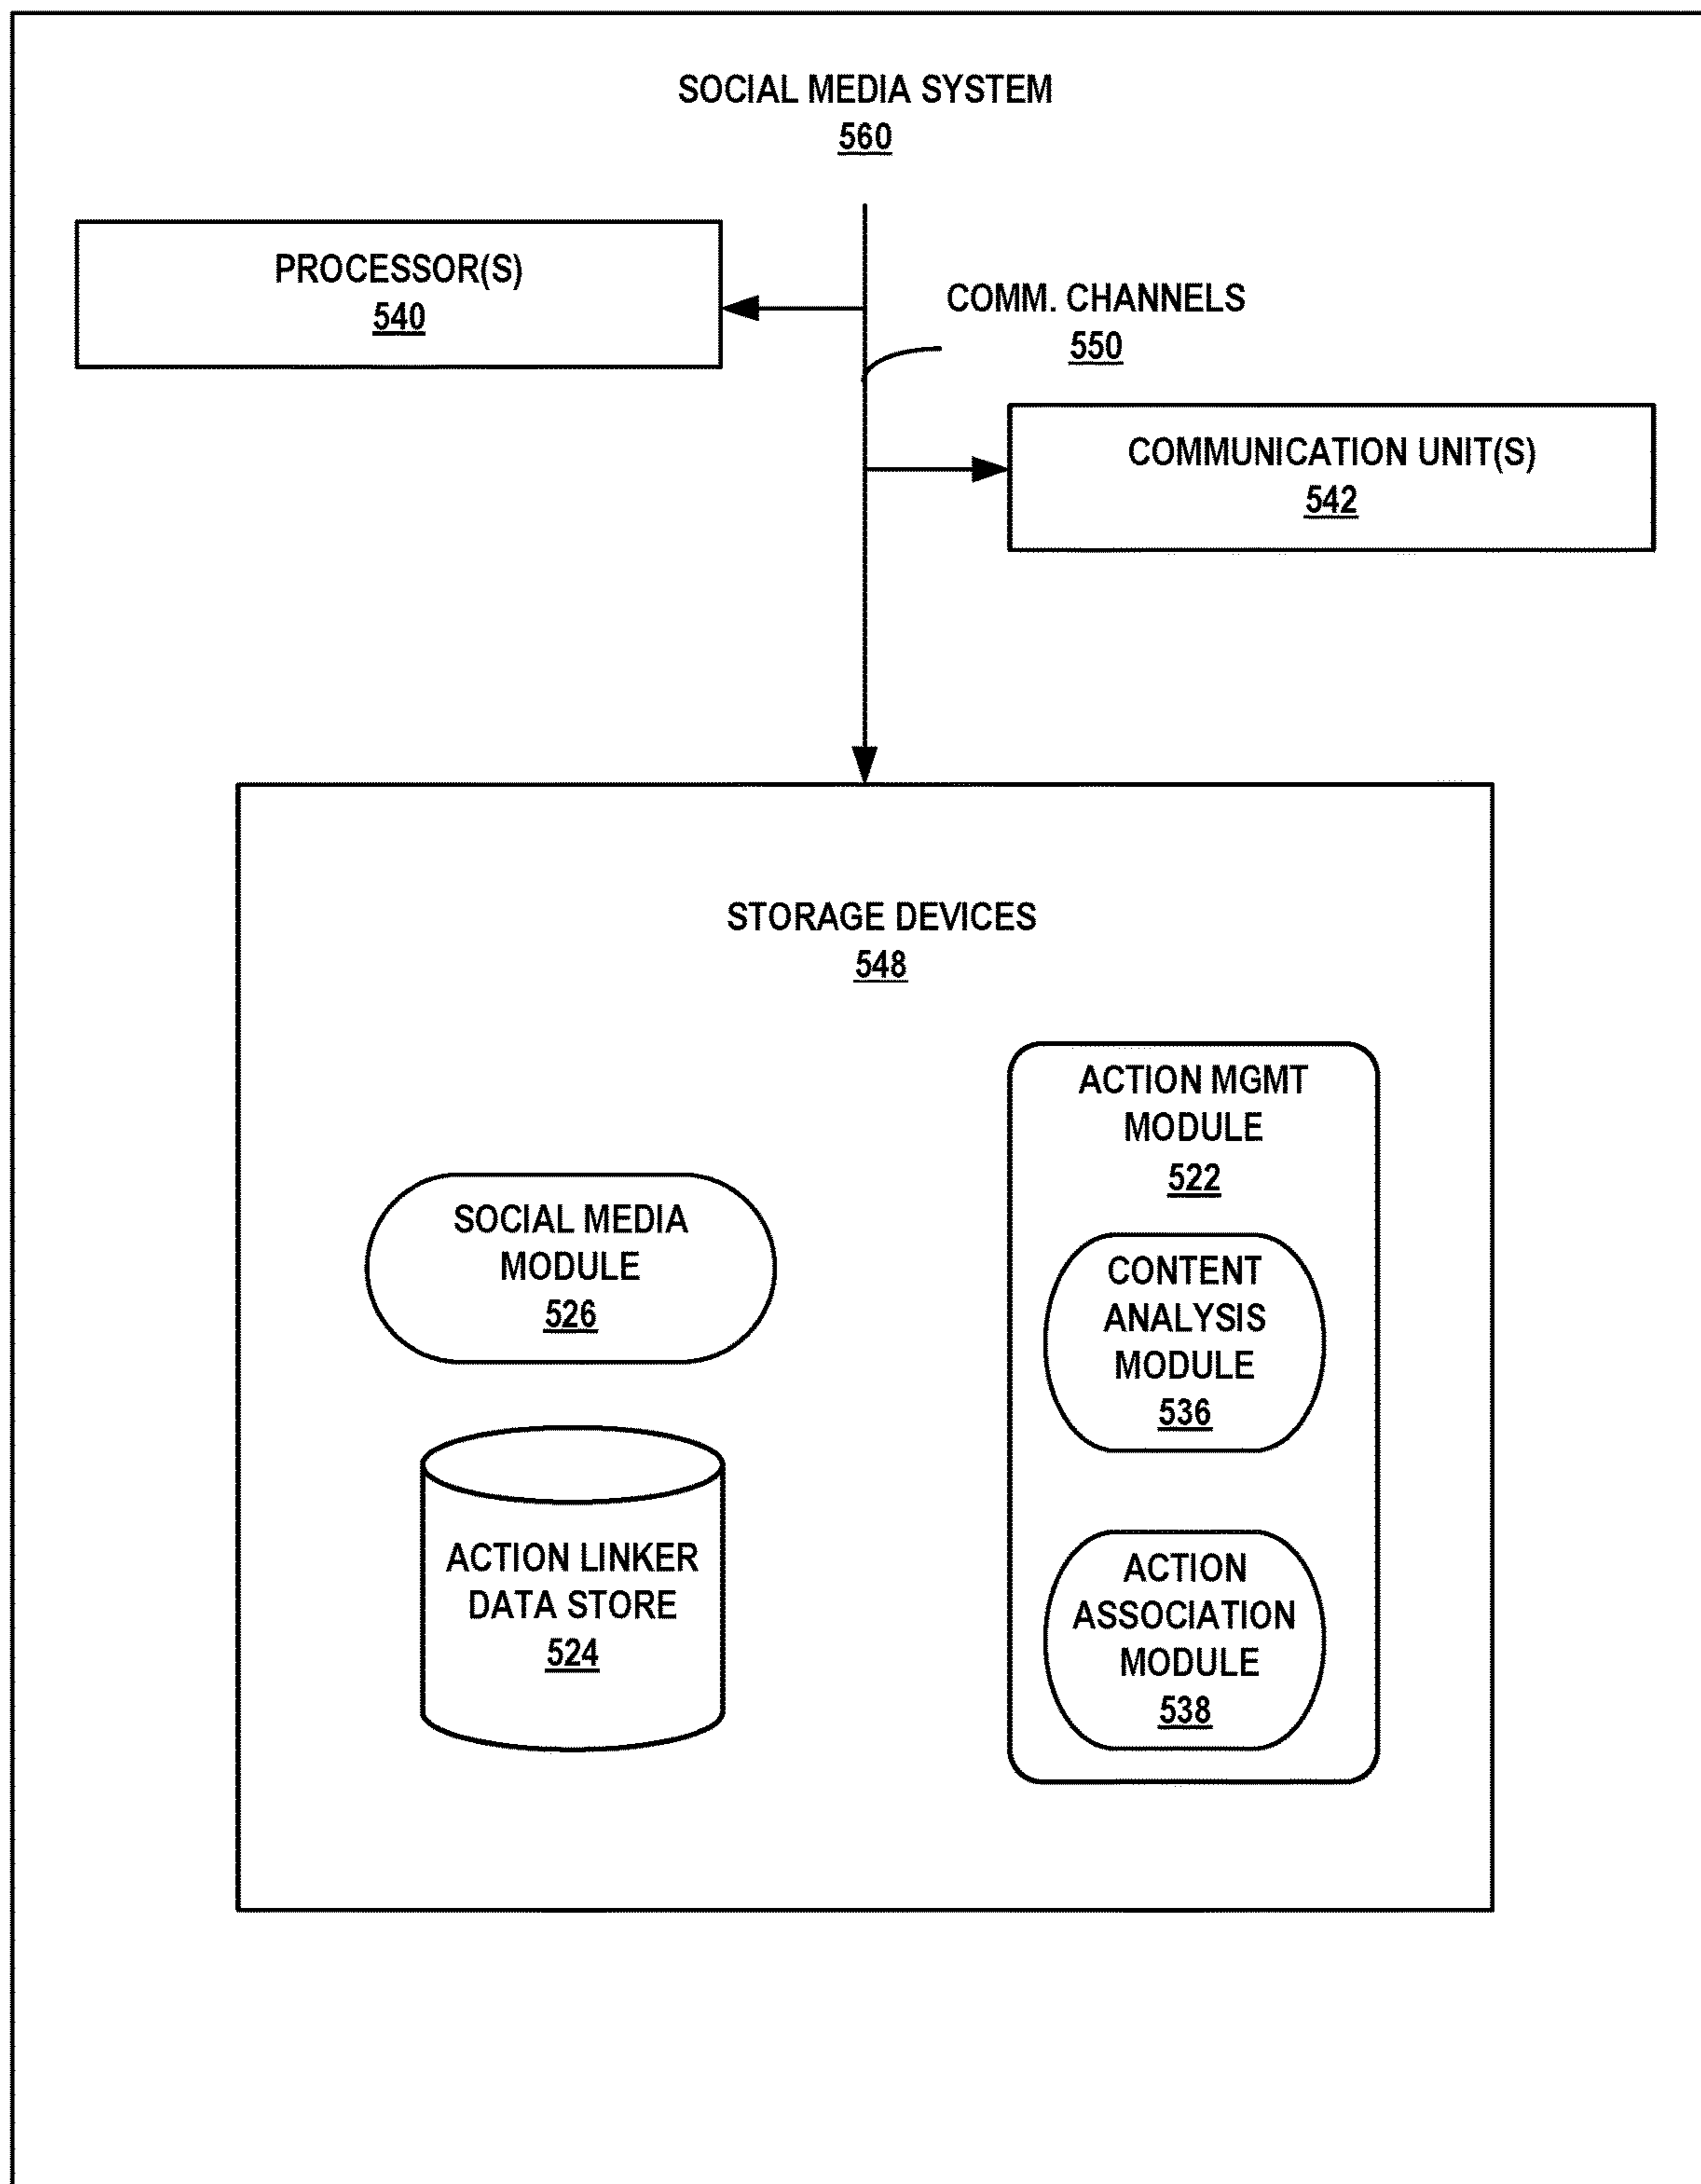 SOCIAL MEDIA SYSTEM
560
PROCESSOR(S)
540
COMM. CHANNELS
550
COMMUNICATION UNIT(S)
542
STORAGE DEVICES
548
ACTION MGMT
MODULE
522
SOCIAL MEDIA
MODULE
526
CONTENT
ANALYSIS
MODULE
536
ACTION LINKER
DATA STORE
524
ACTION
ASSOCIATION
MODULE
538